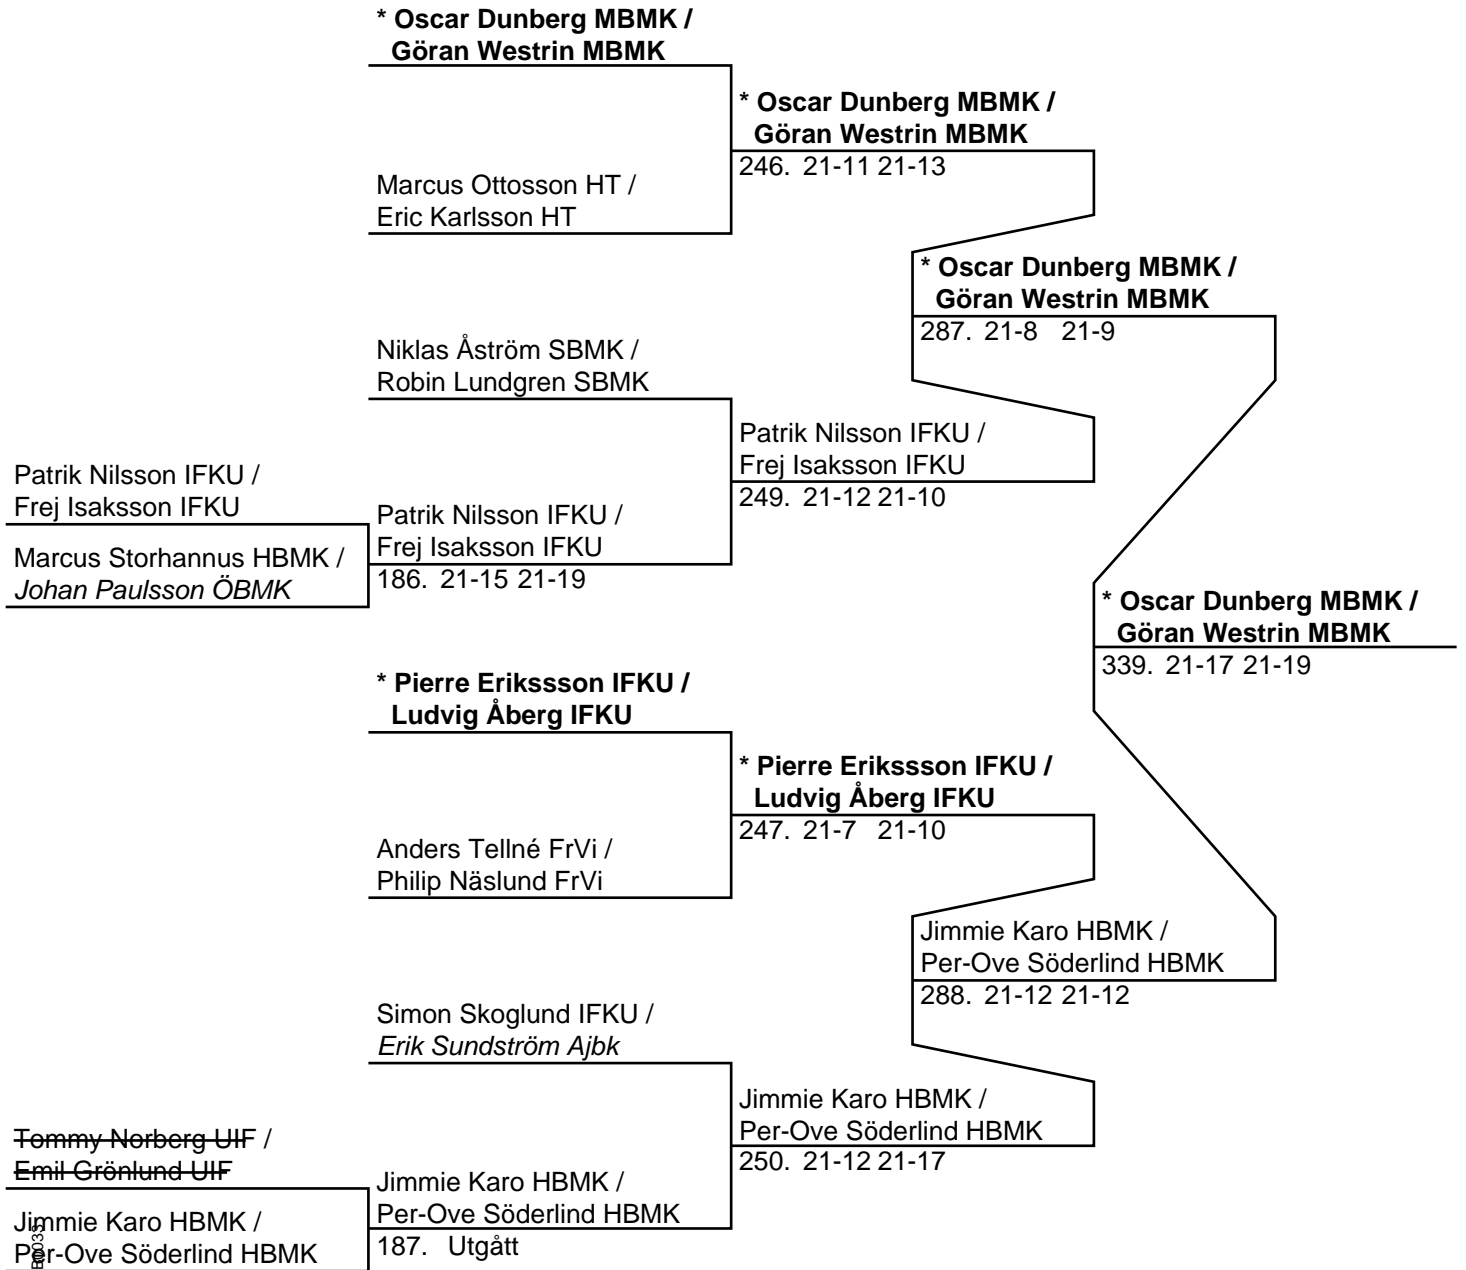 * Oscar Dunberg MBMK /
Göran Westrin MBMK
* Oscar Dunberg MBMK /
Göran Westrin MBMK
246. 21-11 21-13
Marcus Ottosson HT /
Eric Karlsson HT
* Oscar Dunberg MBMK /
Göran Westrin MBMK
287. 21-8 21-9
Niklas Åström SBMK /
Robin Lundgren SBMK
Patrik Nilsson IFKU /
Frej Isaksson IFKU
249. 21-12 21-10
Patrik Nilsson IFKU /
Frej Isaksson IFKU
Patrik Nilsson IFKU /
Frej Isaksson IFKU
186. 21-15 21-19
Marcus Storhannus HBMK /
Johan Paulsson ÖBMK
* Oscar Dunberg MBMK /
Göran Westrin MBMK
339. 21-17 21-19
* Pierre Erikssson IFKU /
Ludvig Åberg IFKU
* Pierre Erikssson IFKU /
Ludvig Åberg IFKU
247. 21-7 21-10
Anders Tellné FrVi /
Philip Näslund FrVi
Jimmie Karo HBMK /
Per-Ove Söderlind HBMK
288. 21-12 21-12
Simon Skoglund IFKU /
Erik Sundström Ajbk
Jimmie Karo HBMK /
Per-Ove Söderlind HBMK
250. 21-12 21-17
Tommy Norberg UIF /
Emil Grönlund UIF
Jimmie Karo HBMK /
Per-Ove Söderlind HBMK
187. Utgått
Jimmie Karo HBMK /
Per-Ove Söderlind HBMK